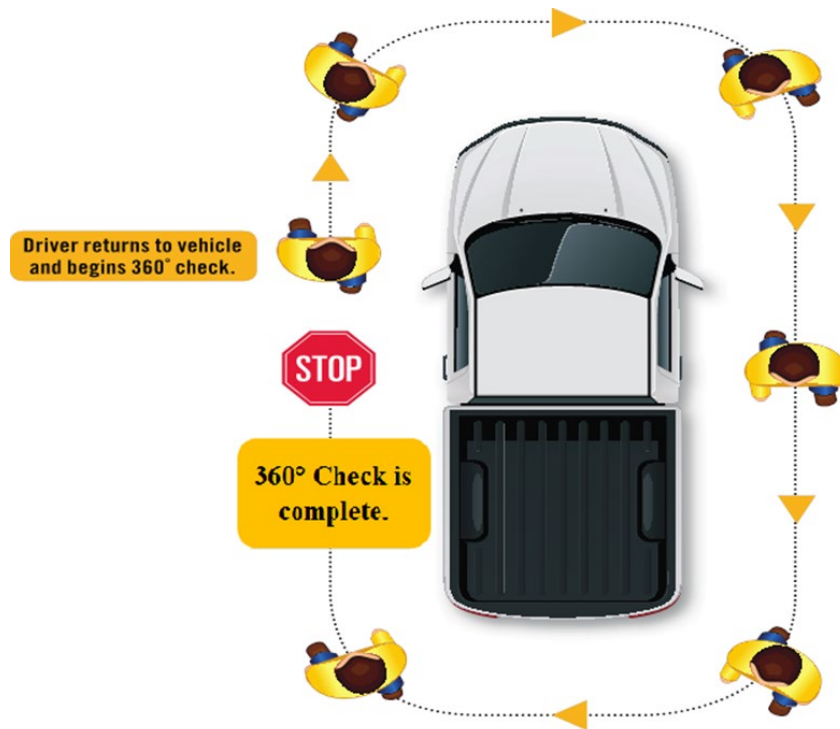 Driver returns to vehicle
and begins 360° check.
STOP
360° Check is
complete.